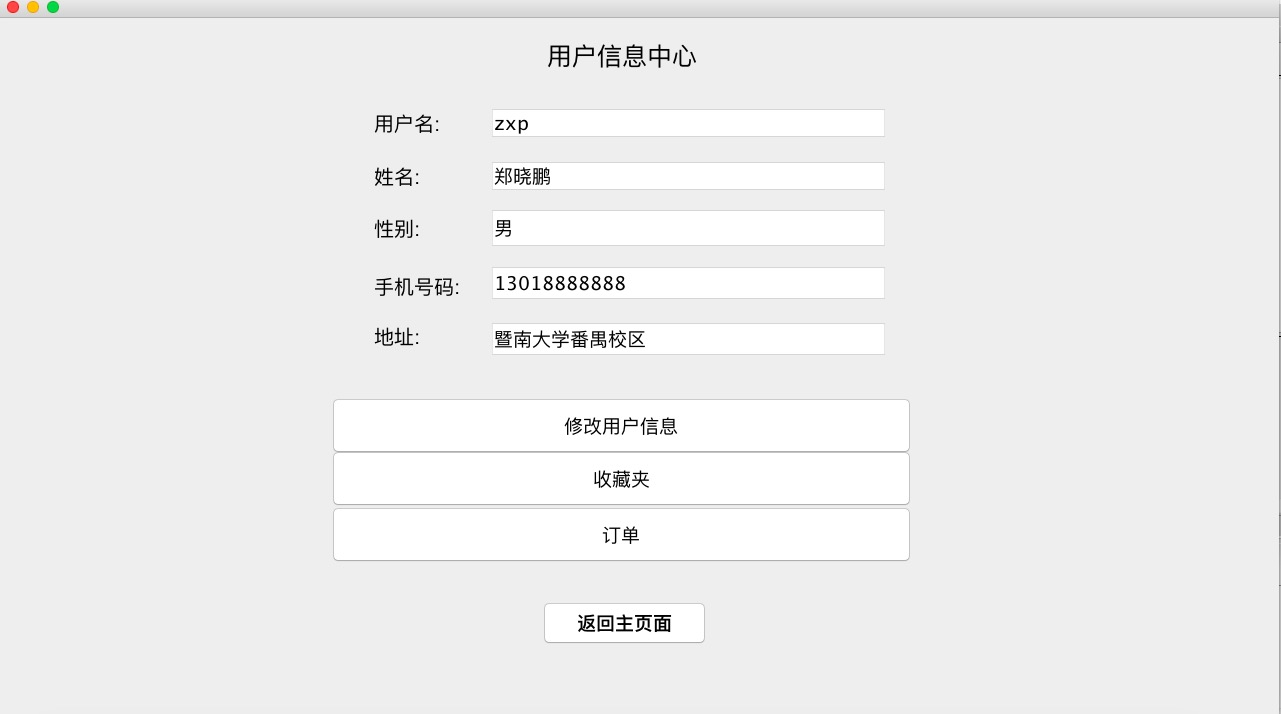 用户信息中心
用户名: zxp
姓名: 郑晓鹏
性别: 男
手机号码: 13018888888
地址: 暨南大学番禺校区
修改用户信息
收藏夹
订单
返回主页面